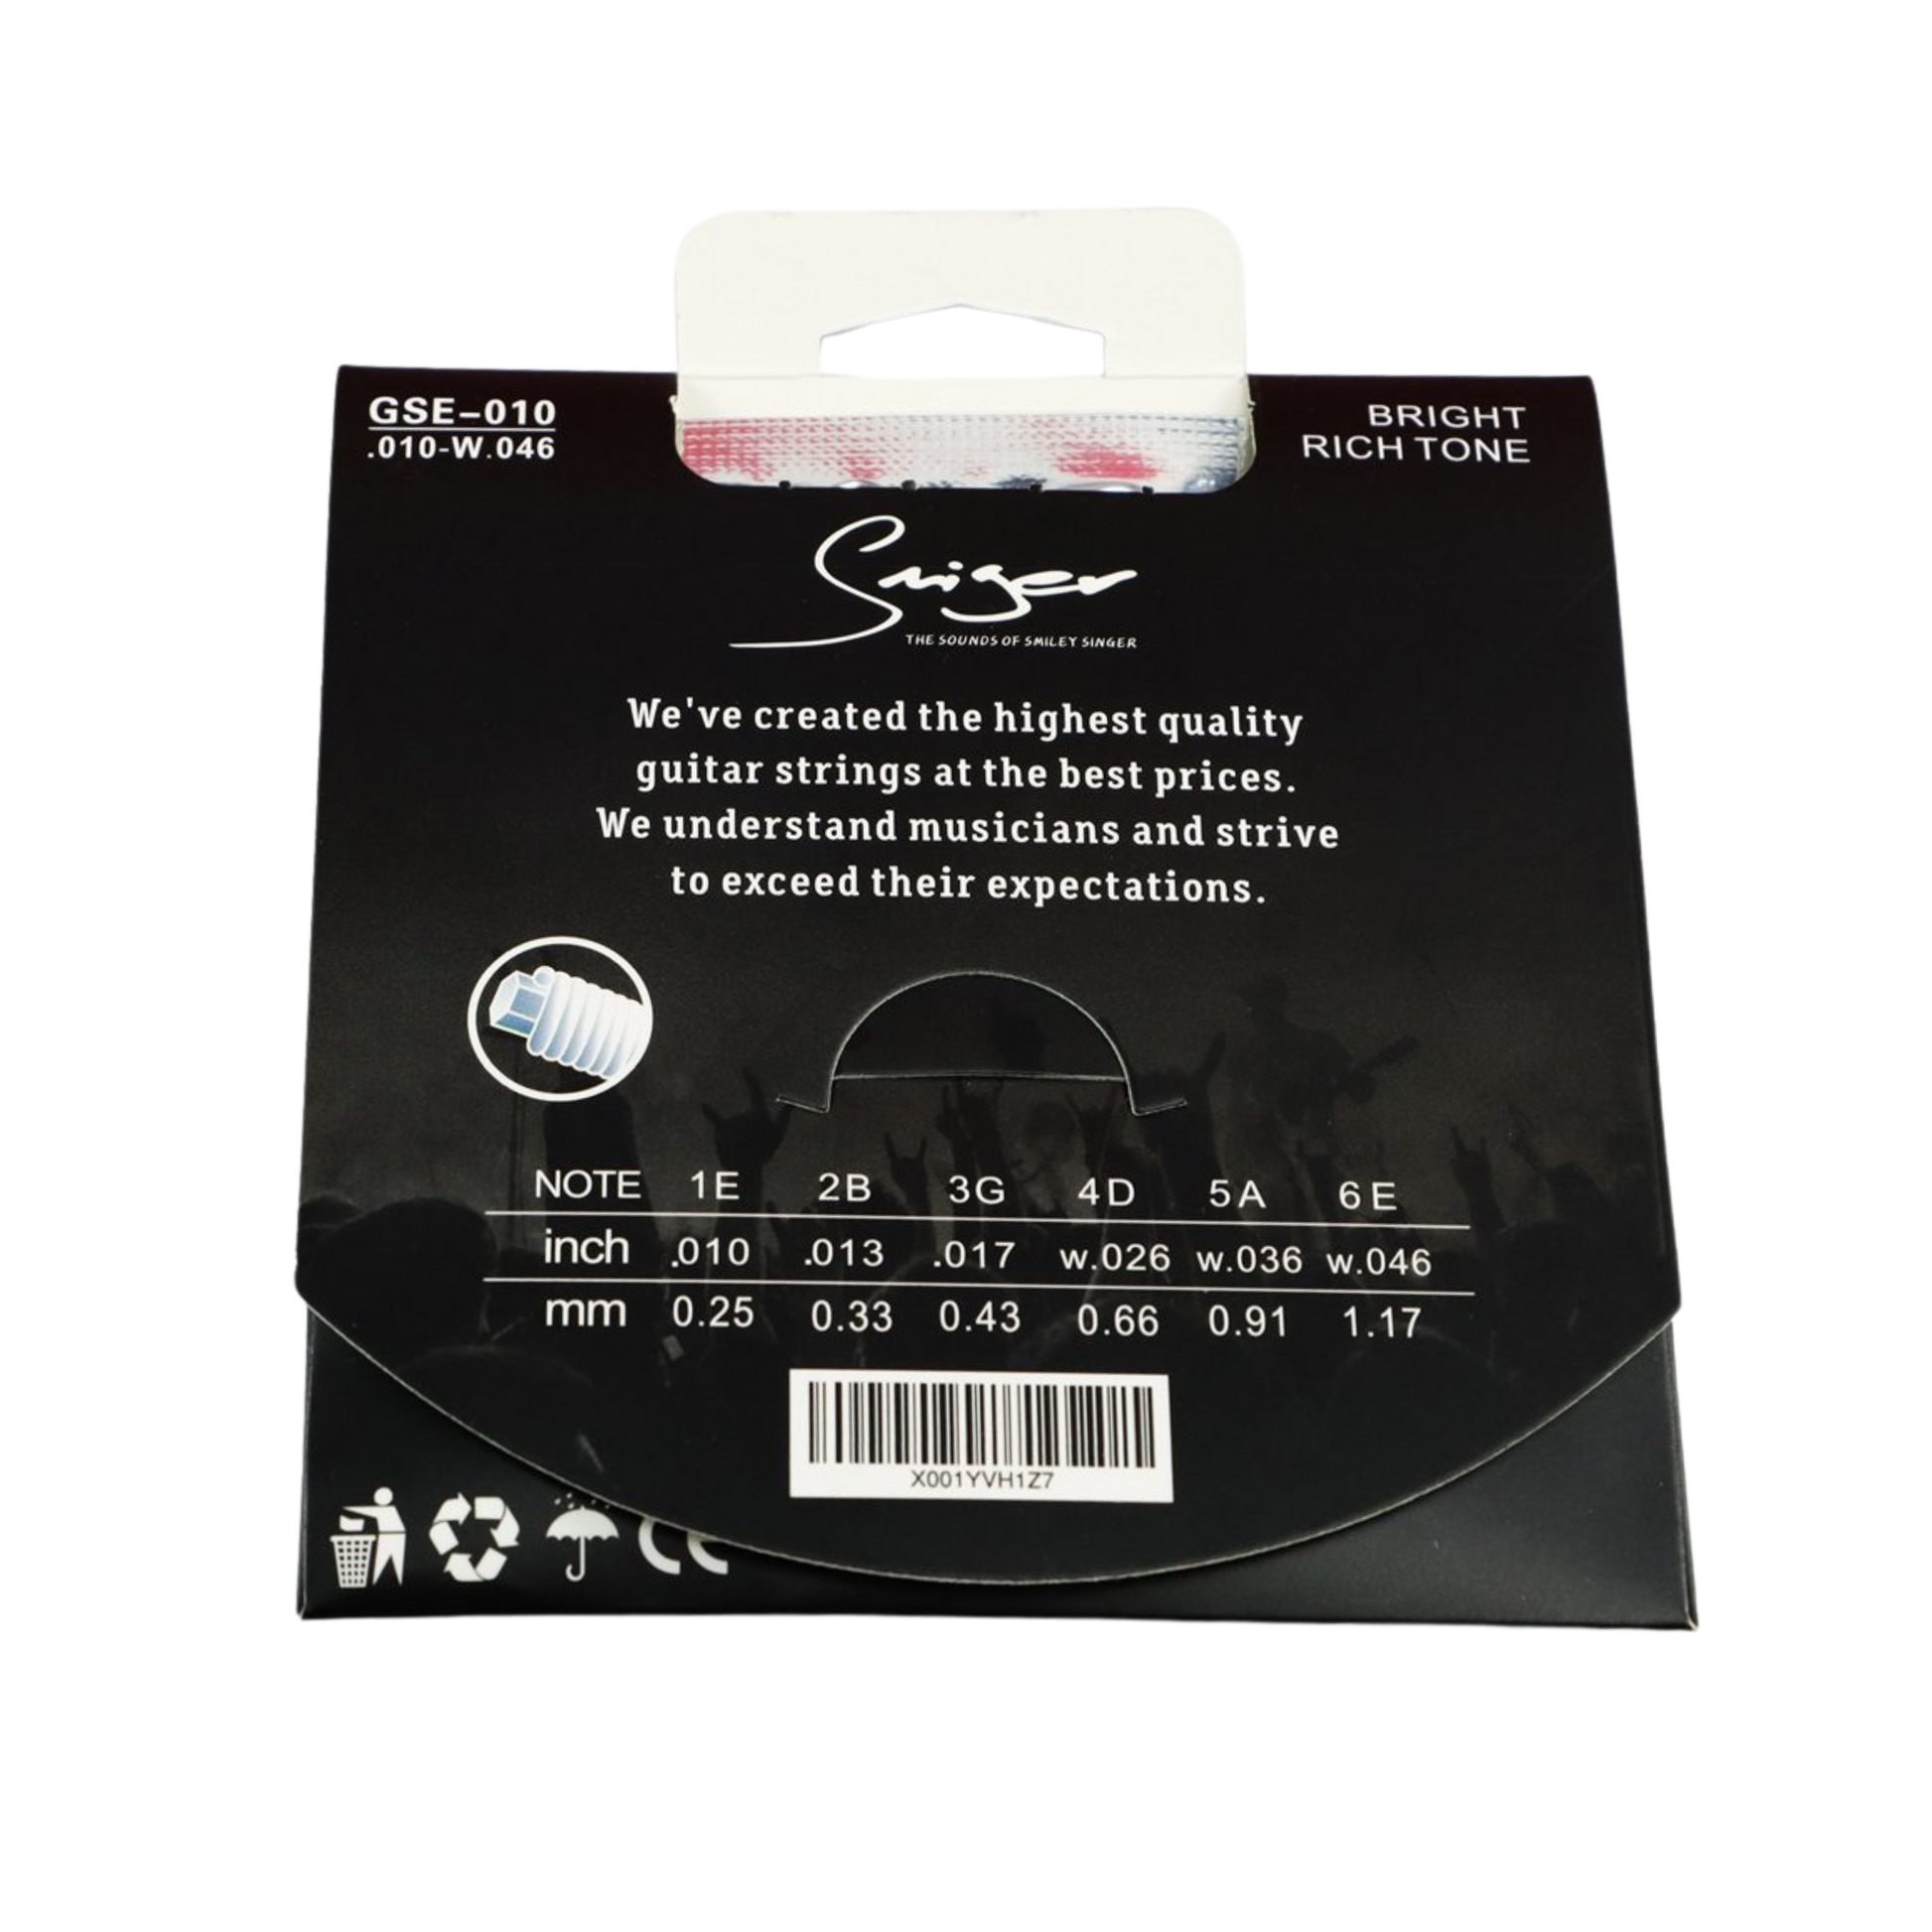 GSE-010
.010-W.046
BRIGHT
RICH TONE
Smiger
THE SOUNDS OF SMILEY SINGER
We've created the highest quality
guitar strings at the best prices.
We understand musicians and strive
to exceed their expectations.
NOTE 1E 2B 3G 4D 5A 6E
inch .010 .013 .017 w.026 w.036 w.046
mm 0.25 0.33 0.43 0.66 0.91 1.17
X001YVH1Z7
CE